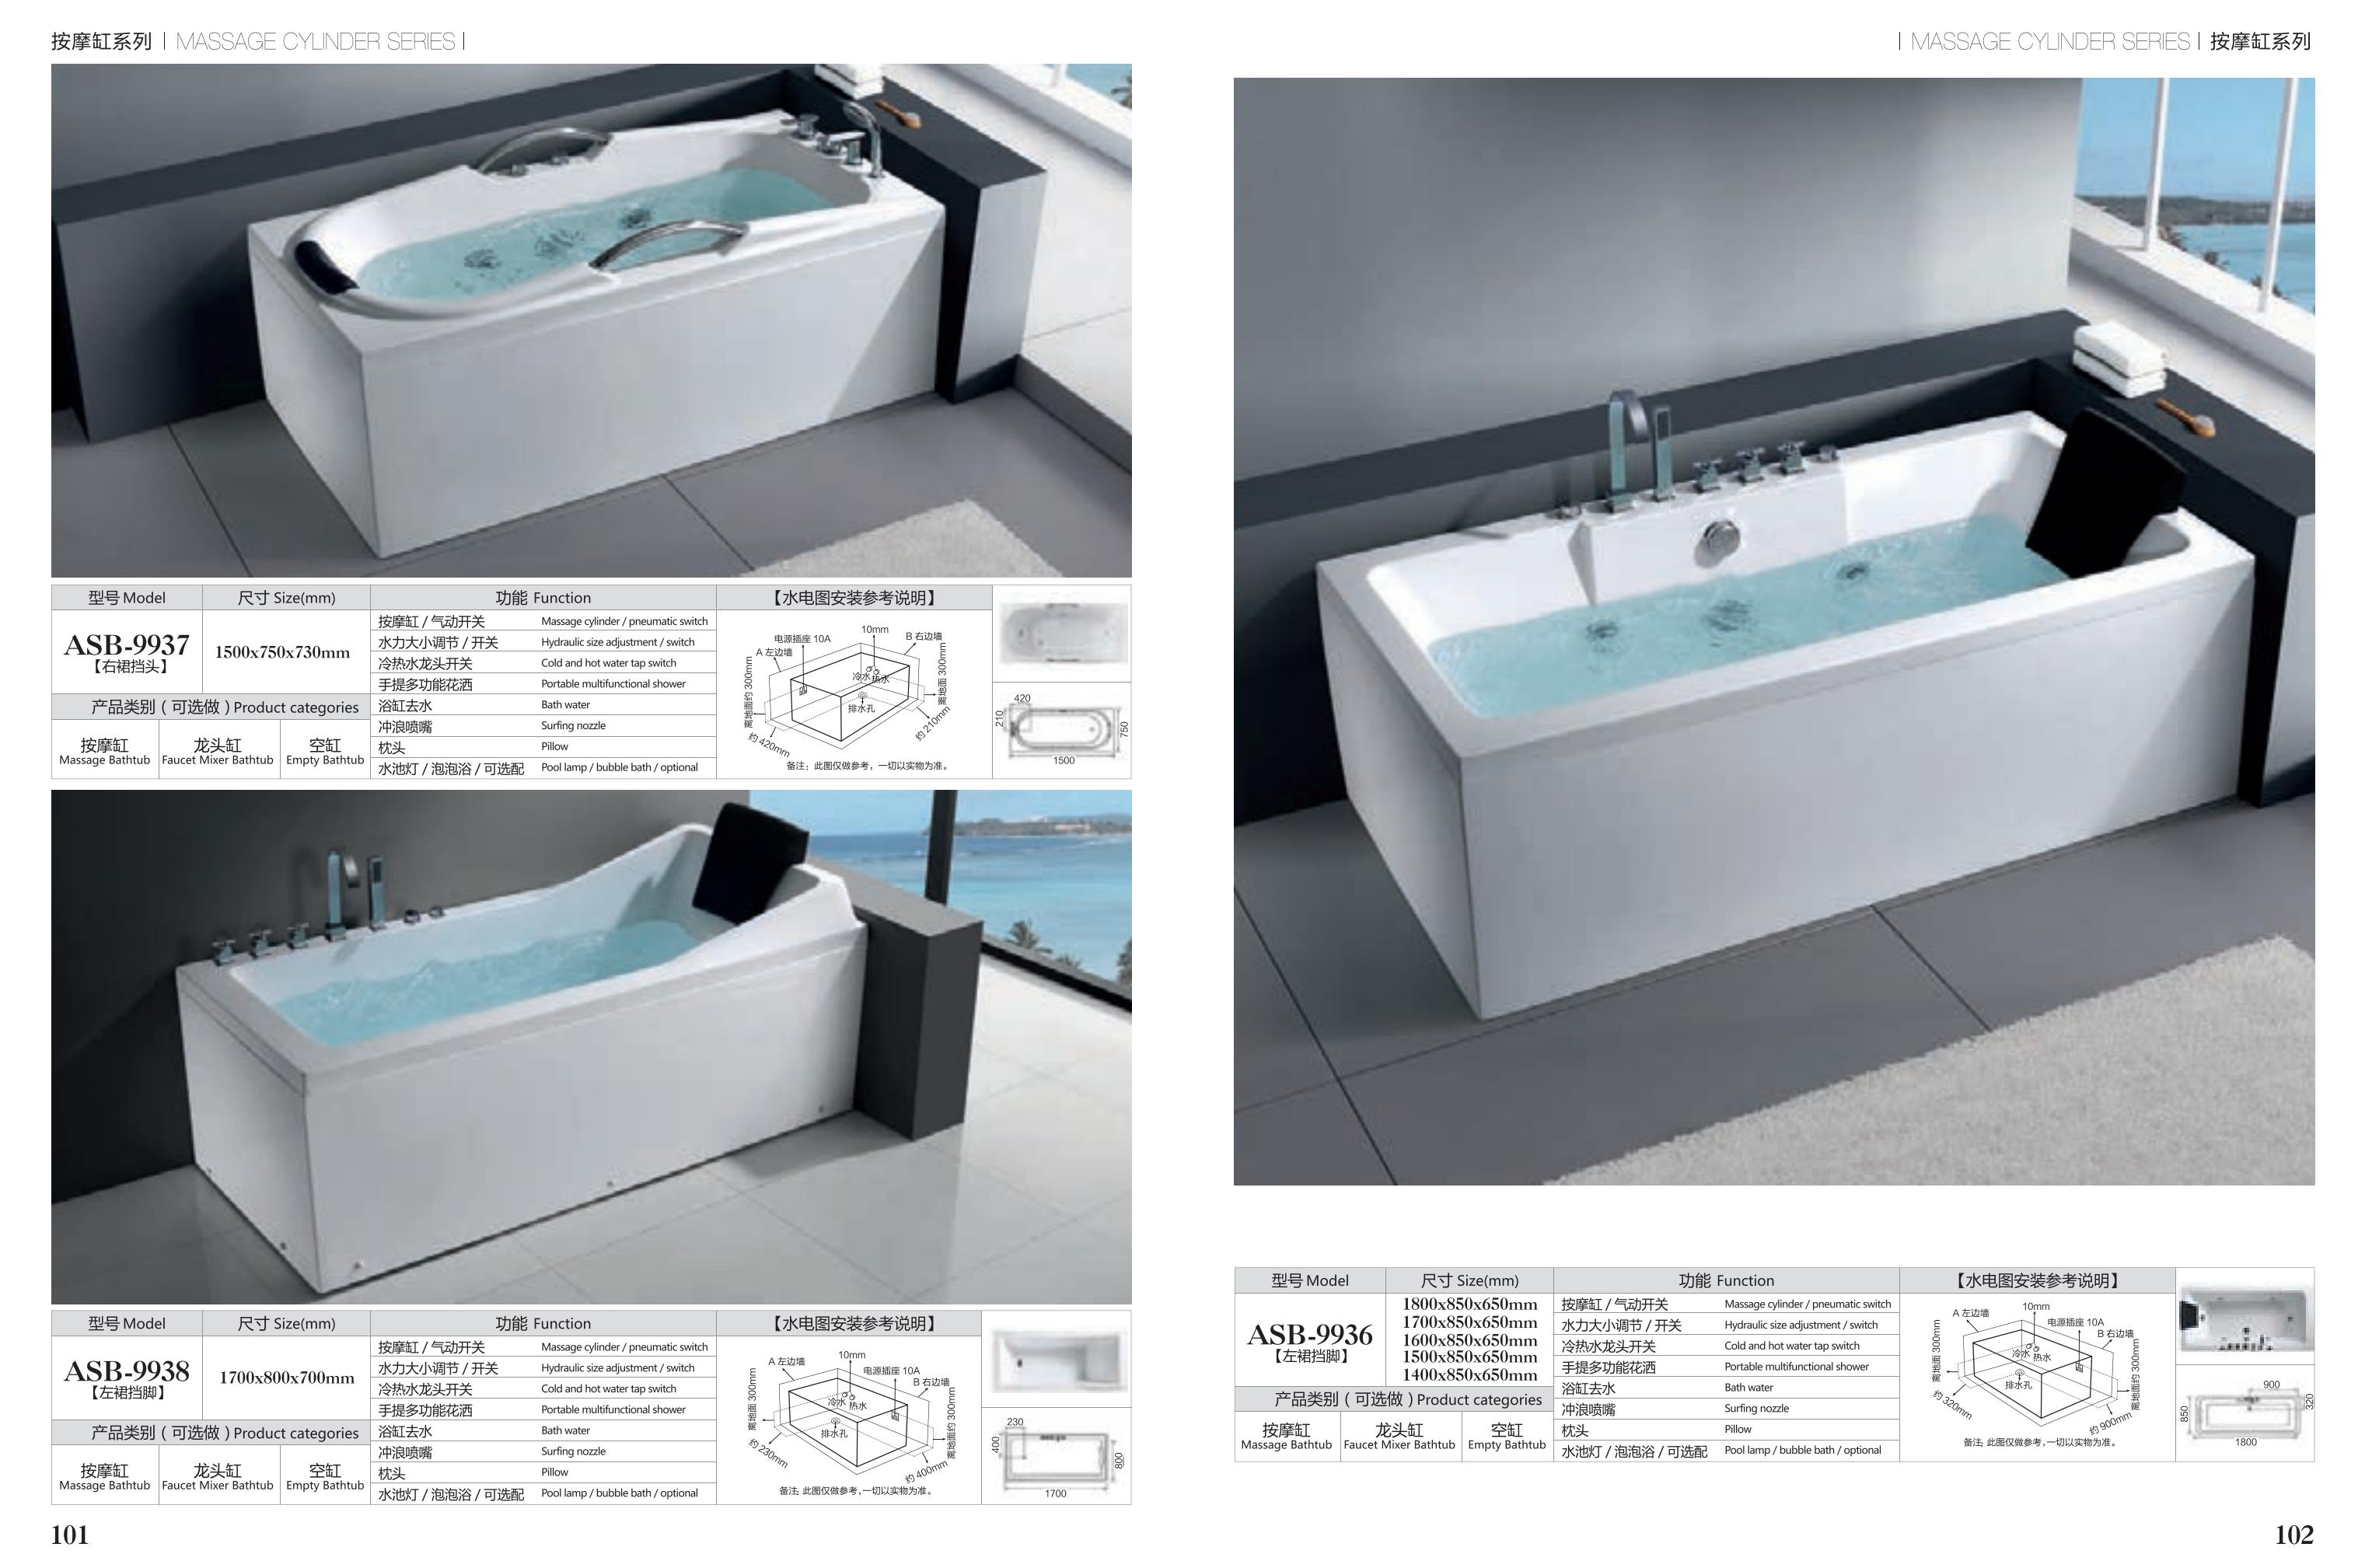 按摩缸系列 | MASSAGE CYLINDER SERIES |
| MASSAGE CYLINDER SERIES | 按摩缸系列
型号 Model
尺寸 Size(mm)
功能 Function
【水电图安装参考说明】
ASB-9937
【右裙挡头】
1500x750x730mm
产品类别 ( 可选做 ) Product categories
按摩缸
Massage Bathtub
龙头缸
Faucet Mixer Bathtub
空缸
Empty Bathtub
按摩缸 / 气动开关 Massage cylinder / pneumatic switch
水力大小调节 / 开关 Hydraulic size adjustment / switch
冷热水龙头开关 Cold and hot water tap switch
手提多功能花洒 Portable multifunctional shower
浴缸去水 Bath water
冲浪喷嘴 Surfing nozzle
枕头 Pillow
水池灯 / 泡泡浴 / 可选配 Pool lamp / bubble bath / optional
10mm
电源插座 10A
B 右边墙
A 左边墙
离地面约 300mm
离地面 300mm
冷水 热水
排水孔
约 420mm
约 210mm
备注：此图仅做参考，一切以实物为准。
420
210
750
1500
型号 Model
尺寸 Size(mm)
功能 Function
【水电图安装参考说明】
ASB-9938
【左裙挡脚】
1700x800x700mm
产品类别 ( 可选做 ) Product categories
按摩缸
Massage Bathtub
龙头缸
Faucet Mixer Bathtub
空缸
Empty Bathtub
按摩缸 / 气动开关 Massage cylinder / pneumatic switch
水力大小调节 / 开关 Hydraulic size adjustment / switch
冷热水龙头开关 Cold and hot water tap switch
手提多功能花洒 Portable multifunctional shower
浴缸去水 Bath water
冲浪喷嘴 Surfing nozzle
枕头 Pillow
水池灯 / 泡泡浴 / 可选配 Pool lamp / bubble bath / optional
10mm
A 左边墙
电源插座 10A
B 右边墙
离地面 300mm
离地面约 300mm
冷水 热水
排水孔
约 230mm
约 400mm
备注: 此图仅做参考，一切以实物为准。
230
400
800
1700
101
型号 Model
尺寸 Size(mm)
功能 Function
【水电图安装参考说明】
ASB-9936
【左裙挡脚】
1800x850x650mm
1700x850x650mm
1600x850x650mm
1500x850x650mm
1400x850x650mm
产品类别 ( 可选做 ) Product categories
按摩缸
Massage Bathtub
龙头缸
Faucet Mixer Bathtub
空缸
Empty Bathtub
按摩缸 / 气动开关 Massage cylinder / pneumatic switch
水力大小调节 / 开关 Hydraulic size adjustment / switch
冷热水龙头开关 Cold and hot water tap switch
手提多功能花洒 Portable multifunctional shower
浴缸去水 Bath water
冲浪喷嘴 Surfing nozzle
枕头 Pillow
水池灯 / 泡泡浴 / 可选配 Pool lamp / bubble bath / optional
10mm
A 左边墙
电源插座 10A
B 右边墙
离地面 300mm
离地面约 300mm
冷水 热水
排水孔
约 320mm
约 900mm
备注: 此图仅做参考，一切以实物为准。
900
320
850
1800
102